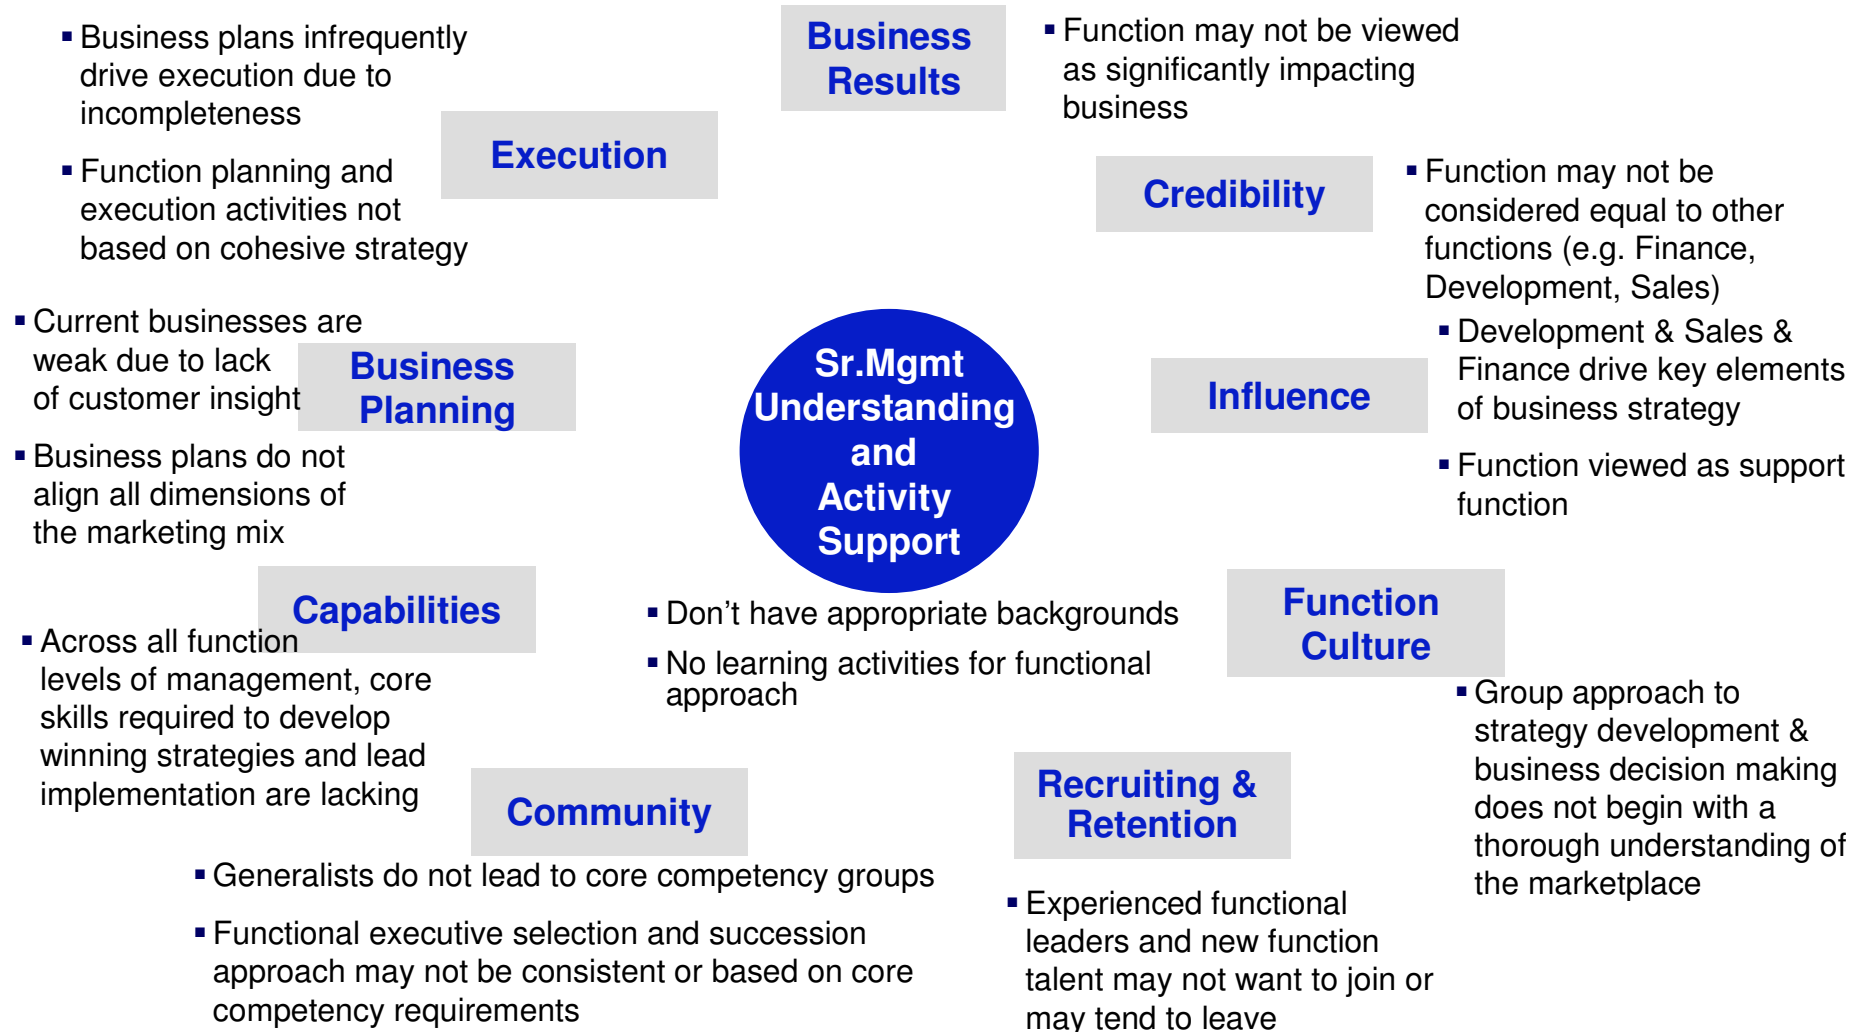 Business
Results
▪ Function may not be viewed
as significantly impacting
business
▪ Business plans infrequently
drive execution due to
incompleteness
▪ Function planning and
execution activities not
based on cohesive strategy
Execution
Credibility
▪ Function may not be
considered equal to other
functions (e.g. Finance,
Development, Sales)
▪ Current businesses are
weak due to lack
of customer insight
▪ Business plans do not
align all dimensions of
the marketing mix
Business
Planning
Sr.Mgmt
Understanding
and
Activity
Support
▪ Don’t have appropriate backgrounds
▪ No learning activities for functional
approach
Influence
▪ Development & Sales &
Finance drive key elements
of business strategy
▪ Function viewed as support
function
Capabilities
▪ Across all function
levels of management, core
skills required to develop
winning strategies and lead
implementation are lacking
Function
Culture
▪ Group approach to
strategy development &
business decision making
does not begin with a
thorough understanding of
the marketplace
Community
▪ Generalists do not lead to core competency groups
▪ Functional executive selection and succession
approach may not be consistent or based on core
competency requirements
Recruiting &
Retention
▪ Experienced functional
leaders and new function
talent may not want to join or
may tend to leave